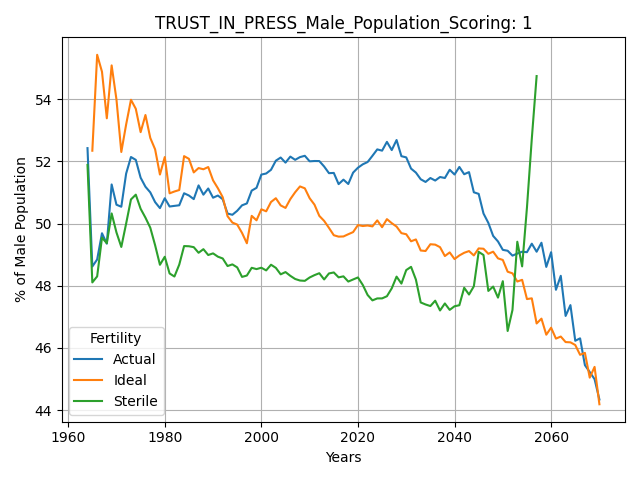 TRUST_IN_PRESS_Male_Population_Scoring: 1
% of Male Population
54
52
50
48
46
44
Fertility
Actual
Ideal
Sterile
1960 1980 2000 2020 2040 2060
Years